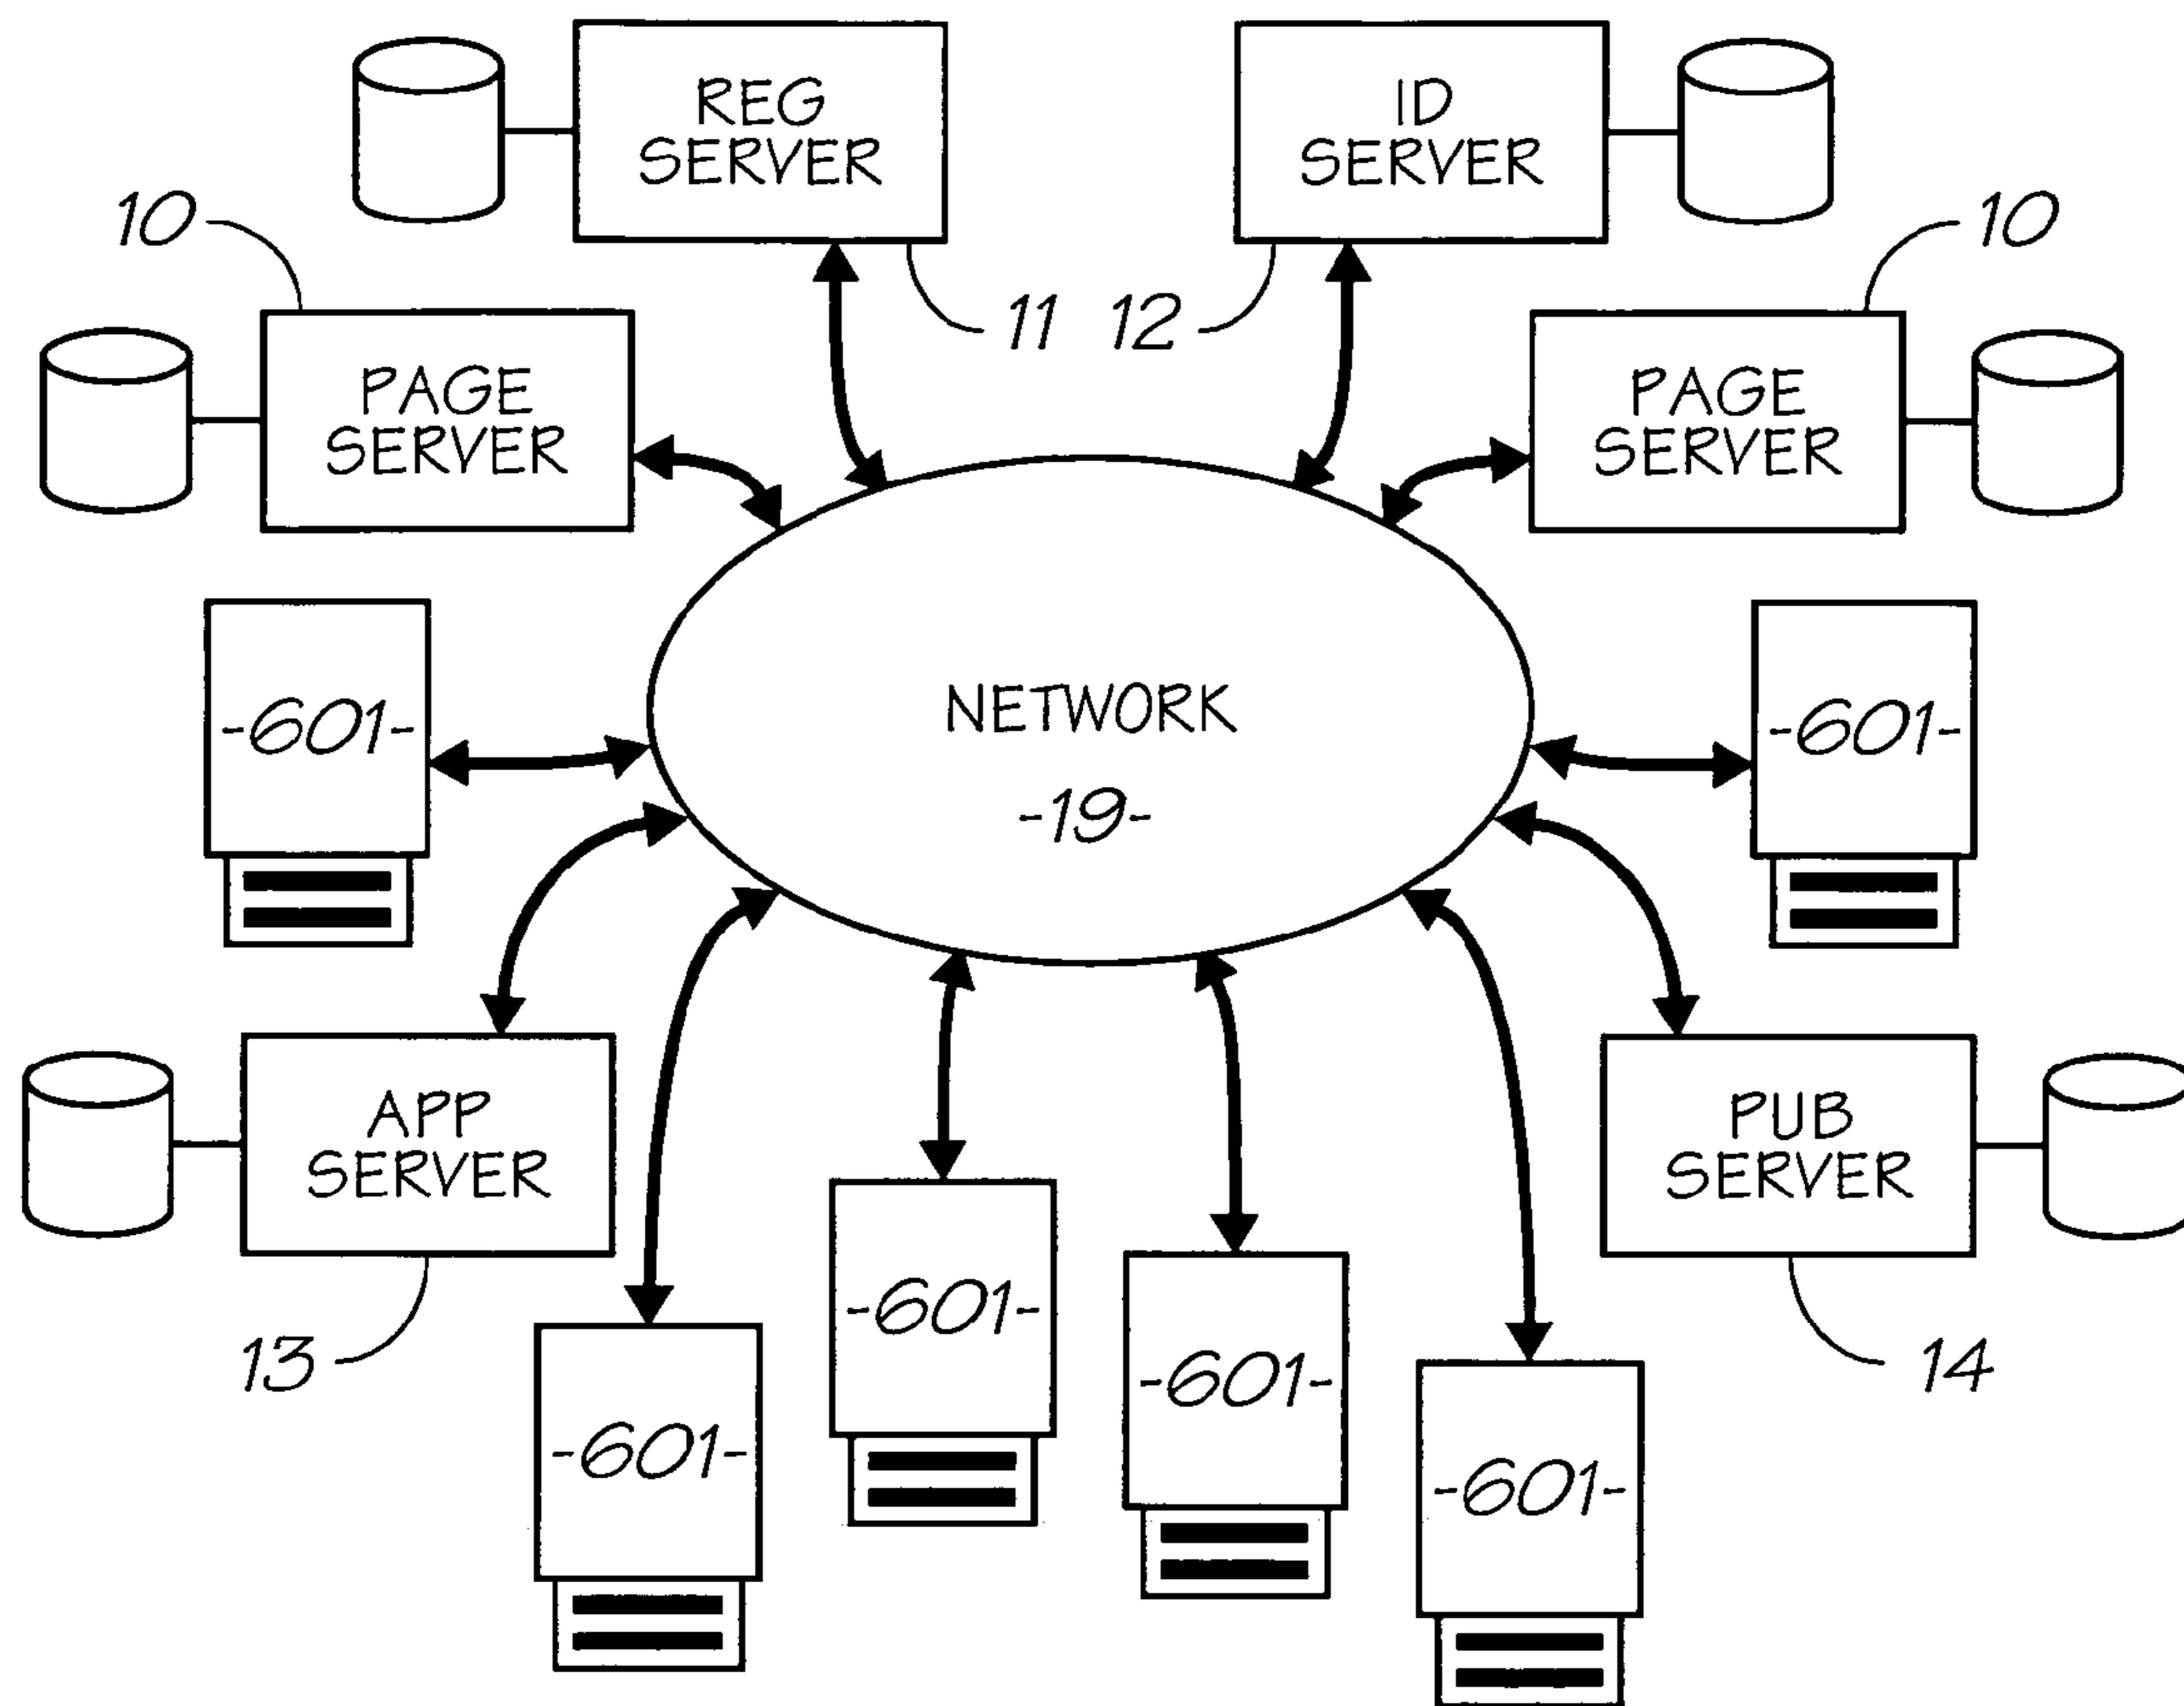 REG
SERVER
ID
SERVER
10
10
11
12
PAGE
SERVER
PAGE
SERVER
-601-
NETWORK
-19-
-601-
APP
SERVER
PUB
SERVER
-601-
-601-
13
14
-601-
-601-